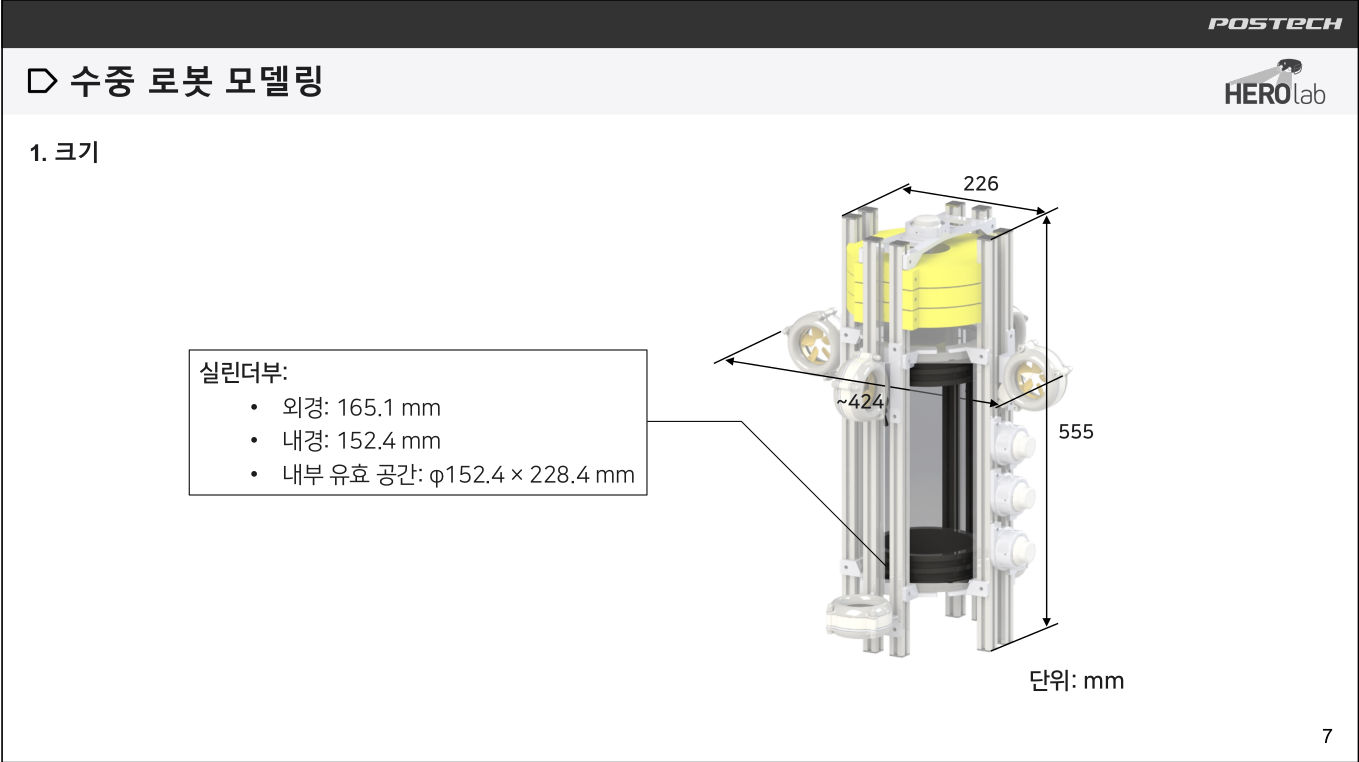 POSTECH
수중 로봇 모델링
HERO lab
1. 크기
226
실린더부:
• 외경: 165.1 mm
• 내경: 152.4 mm
• 내부 유효 공간: φ152.4 × 228.4 mm
~424
555
단위: mm
7